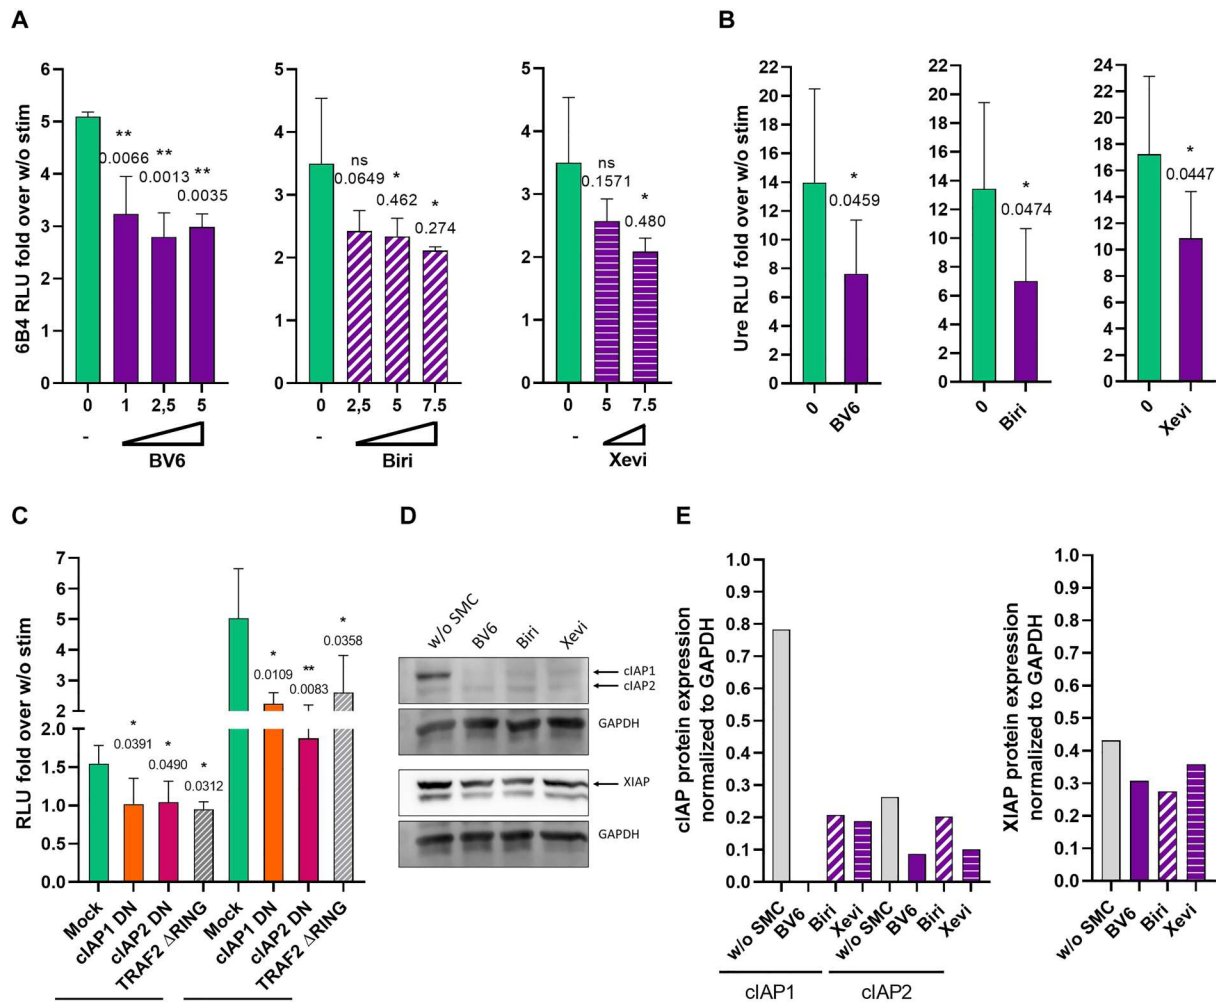 A
6B4 RLU fold over w/o stim
6
5
4
3
2
1
0
**
0.0066
**
0.0013
**
0.0035
0
1
2,5
5
-
BV6
5
4
3
2
1
0
ns
0.0649
*
0.462
*
0.274
0
2,5
5
7.5
-
Biri
5
4
3
2
1
0
ns
0.1571
*
0.480
0
5
7.5
-
Xevi
B
Ure RLU fold over w/o stim
22
20
18
16
14
12
10
8
6
4
2
0
*
0.0459
0
BV6
22
20
18
16
14
12
10
8
6
4
2
0
*
0.0474
0
Biri
24
22
20
18
16
14
12
10
8
6
4
2
0
*
0.0447
0
Xevi
C
RLU fold over w/o stim
7
6
5
4
3
2
2.0
1.5
1.0
0.5
0
*
0.0391
*
0.0490
*
0.0312
*
0.0109
**
0.0083
*
0.0358
Mock
cIAP1 DN
cIAP2 DN
TRAF2 ΔRING
Mock
cIAP1 DN
cIAP2 DN
TRAF2 ΔRING
D
w/o SMC
BV6
Biri
Xevi
cIAP1
cIAP2
GAPDH
XIAP
GAPDH
E
cIAP protein expression
normalized to GAPDH
1.0
0.9
0.8
0.7
0.6
0.5
0.4
0.3
0.2
0.1
0.0
w/o SMC
BV6
Biri
Xevi
w/o SMC
BV6
Biri
Xevi
cIAP1
cIAP2
XIAP protein expression
normalized to GAPDH
1.0
0.9
0.8
0.7
0.6
0.5
0.4
0.3
0.2
0.1
0.0
w/o SMC
BV6
Biri
Xevi